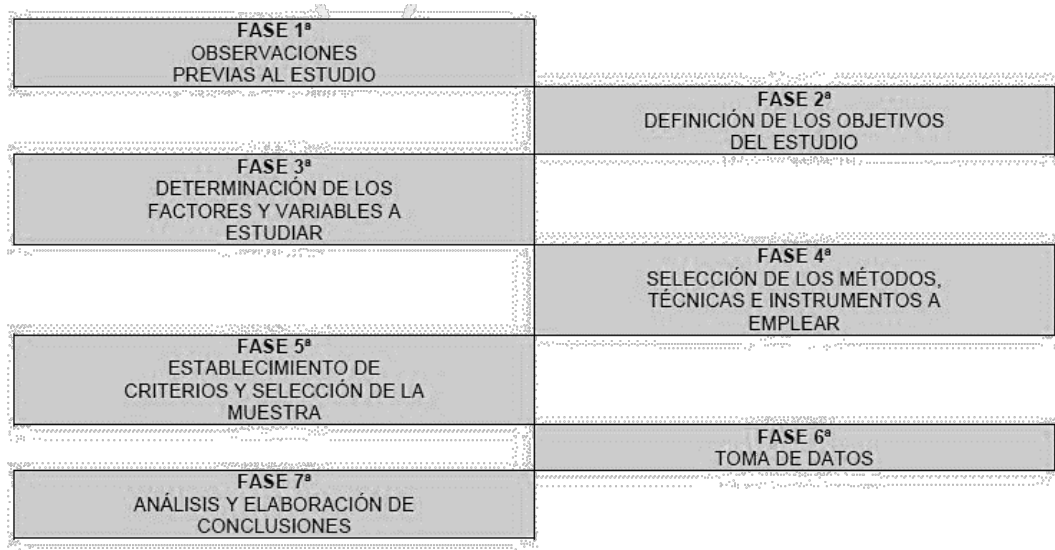 FASE 1ª
OBSERVACIONES
PREVIAS AL ESTUDIO
FASE 2ª
DEFINICIÓN DE LOS OBJETIVOS
DEL ESTUDIO
FASE 3ª
DETERMINACIÓN DE LOS
FACTORES Y VARIABLES A
ESTUDIAR
FASE 4ª
SELECCIÓN DE LOS MÉTODOS,
TÉCNICAS E INSTRUMENTOS A
EMPLEAR
FASE 5ª
ESTABLECIMIENTO DE
CRITERIOS Y SELECCIÓN DE LA
MUESTRA
FASE 6ª
TOMA DE DATOS
FASE 7ª
ANÁLISIS Y ELABORACIÓN DE
CONCLUSIONES